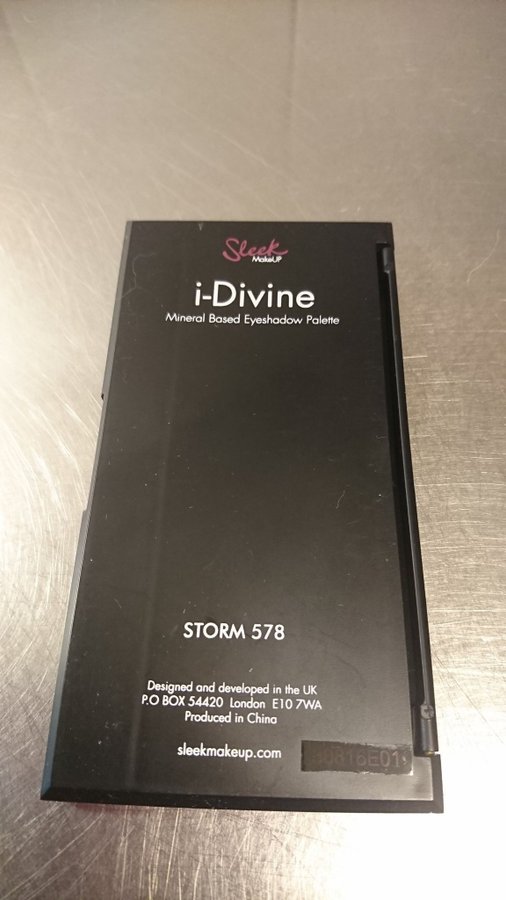 Sleek
MakeUP
i-Divine
Mineral Based Eyeshadow Palette
STORM 578
Designed and developed in the UK
P.O BOX 54420 London E10 7WA
Produced in China
sleekmakeup.com